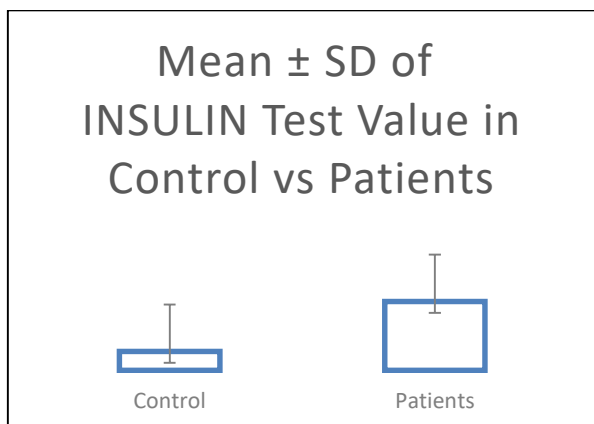 Mean ± SD of
INSULIN Test Value in
Control vs Patients
Control
Patients